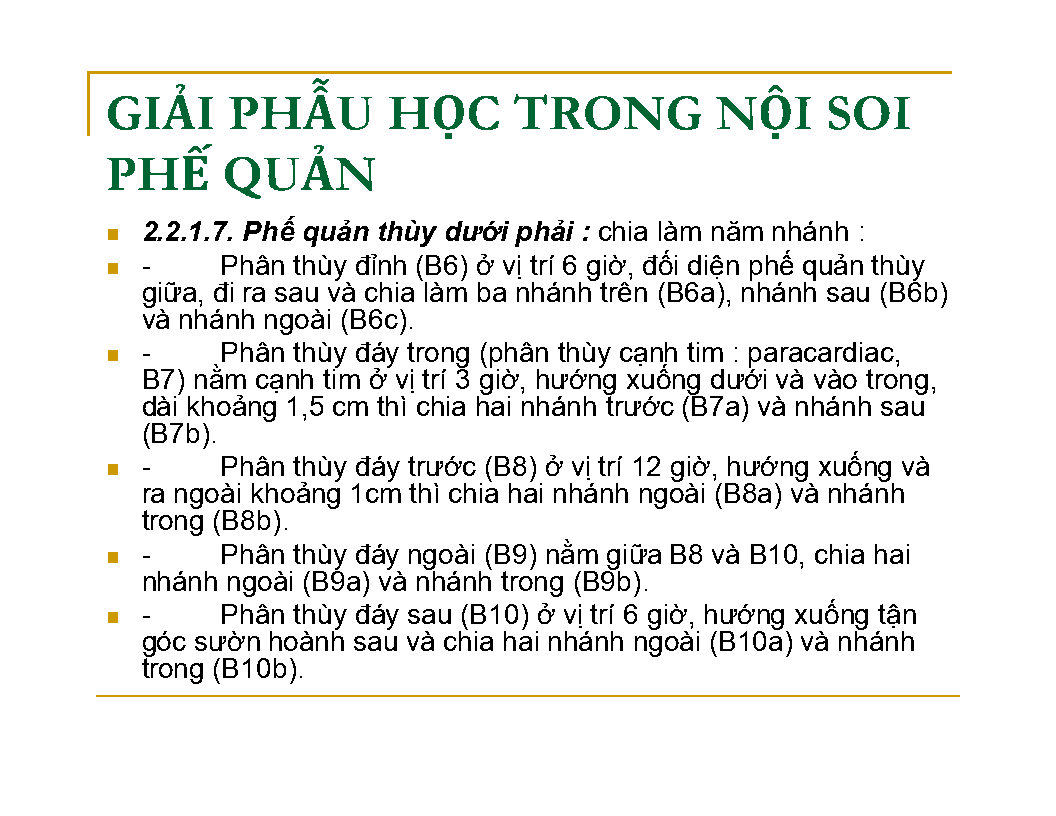 GIẢI PHẪU HỌC TRONG NỘI SOI
PHẾ QUẢN
2.2.1.7. Phế quản thùy dưới phải : chia làm năm nhánh :
- Phân thùy đỉnh (B6) ở vị trí 6 giờ, đối diện phế quản thùy
giữa, đi ra sau và chia làm ba nhánh trên (B6a), nhánh sau (B6b)
và nhánh ngoài (B6c).
- Phân thùy đáy trong (phân thùy cạnh tim : paracardiac,
B7) nằm cạnh tim ở vị trí 3 giờ, hướng xuống dưới và vào trong,
dài khoảng 1,5 cm thì chia hai nhánh trước (B7a) và nhánh sau
(B7b).
- Phân thùy đáy trước (B8) ở vị trí 12 giờ, hướng xuống và
ra ngoài khoảng 1cm thì chia hai nhánh ngoài (B8a) và nhánh
trong (B8b).
- Phân thùy đáy ngoài (B9) nằm giữa B8 và B10, chia hai
nhánh ngoài (B9a) và nhánh trong (B9b).
- Phân thùy đáy sau (B10) ở vị trí 6 giờ, hướng xuống tận
góc sườn hoành sau và chia hai nhánh ngoài (B10a) và nhánh
trong (B10b).